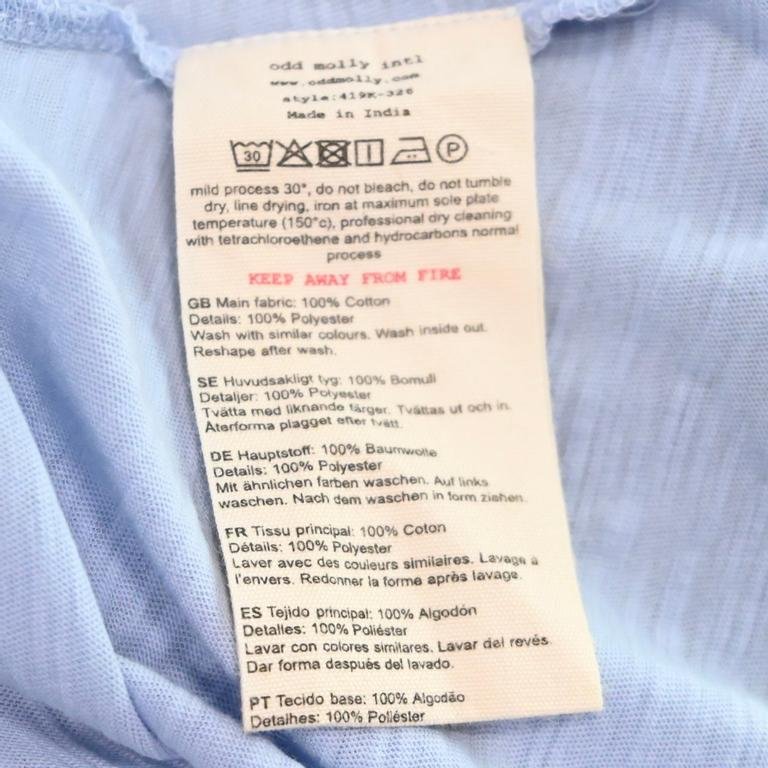 odd molly intl
www.oddmolly.com
style:419K-326
Made in India
30 P
mild process 30°, do not bleach, do not tumble
dry, line drying, iron at maximum sole plate
temperature (150°c), professional dry cleaning
with tetrachloroethene and hydrocarbons normal
process
KEEP AWAY FROM FIRE
GB Main fabric: 100% Cotton
Details: 100% Polyester
Wash with similar colours. Wash inside out.
Reshape after wash.
SE Huvudsakligt tyg: 100% Bomull
Detaljer: 100% Polyester
Tvätta med liknande färger. Tvättas ut och in.
Återforma plagget efter tvätt.
DE Hauptstoff: 100% Baumwolle
Details: 100% Polyester
Mit ähnlichen farben waschen. Auf links
waschen. Nach dem waschen in form ziehen.
FR Tissu principal: 100% Coton
Détails: 100% Polyester
Laver avec des couleurs similaires. Lavage à
l'envers. Redonner la forme après lavage.
ES Tejido principal: 100% Algodón
Detalles: 100% Poliéster
Lavar con colores similares. Lavar del revés.
Dar forma después del lavado.
PT Tecido base: 100% Algodão
Detalhes: 100% Poliéster